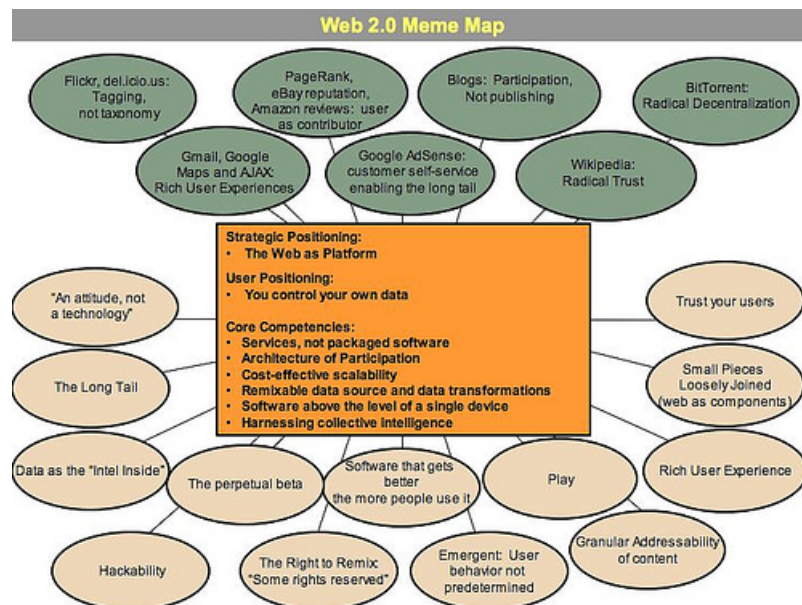 Web 2.0 Meme Map
Flickr, del.icio.us:
Tagging,
not taxonomy
PageRank,
eBay reputation,
Amazon reviews: user
as contributor
Blogs: Participation,
Not publishing
BitTorrent:
Radical Decentralization
Gmail, Google
Maps and AJAX:
Rich User Experiences
Google AdSense:
customer self-service
enabling the long tail
Wikipedia:
Radical Trust
Strategic Positioning:
• The Web as Platform
User Positioning:
• You control your own data
Core Competencies:
• Services, not packaged software
• Architecture of Participation
• Cost-effective scalability
• Remixable data source and data transformations
• Software above the level of a single device
• Harnessing collective intelligence
"An attitude, not
a technology"
Trust your users
The Long Tail
Small Pieces
Loosely Joined
(web as components)
Data as the "Intel Inside"
The perpetual beta
Software that gets
better
the more people use it
Play
Rich User Experience
Hackability
The Right to Remix:
"Some rights reserved"
Emergent: User
behavior not
predetermined
Granular Addressability
of content